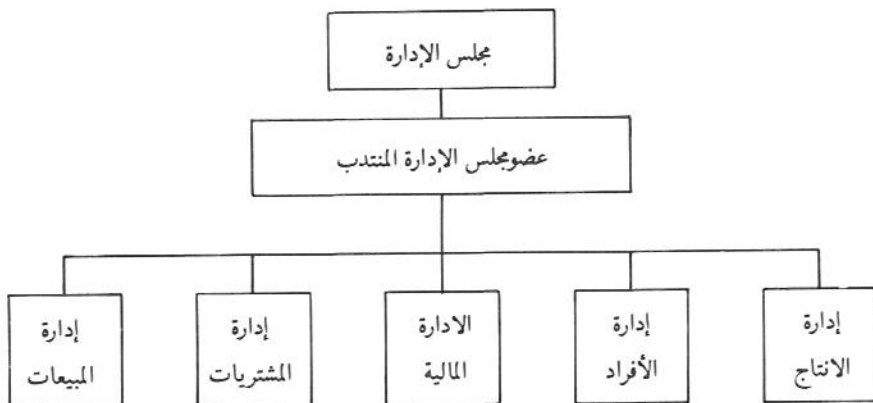 مجلس الإدارة
عضومجلس الإدارة المنتدب
إدارة
الانتاج
إدارة
الأفراد
الادارة
المالية
إدارة
المشتريات
إدارة
المبيعات